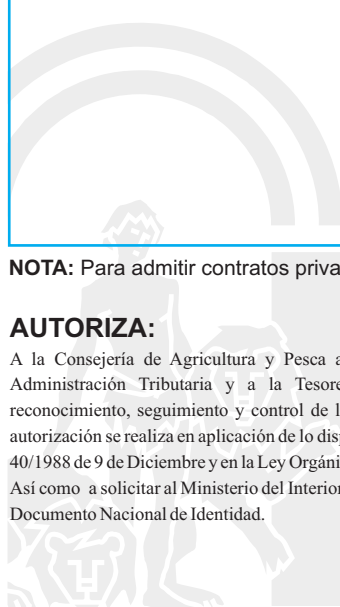 NOTA: Para admitir contratos priva
AUTORIZA:
A la Consejería de Agricultura y Pesca a
Administración Tributaria y a la Tesore
reconocimiento, seguimiento y control de l
autorización se realiza en aplicación de lo disp
40/1988 de 9 de Diciembre y en la Ley Orgáni
Así como a solicitar al Ministerio del Interior
Documento Nacional de Identidad.